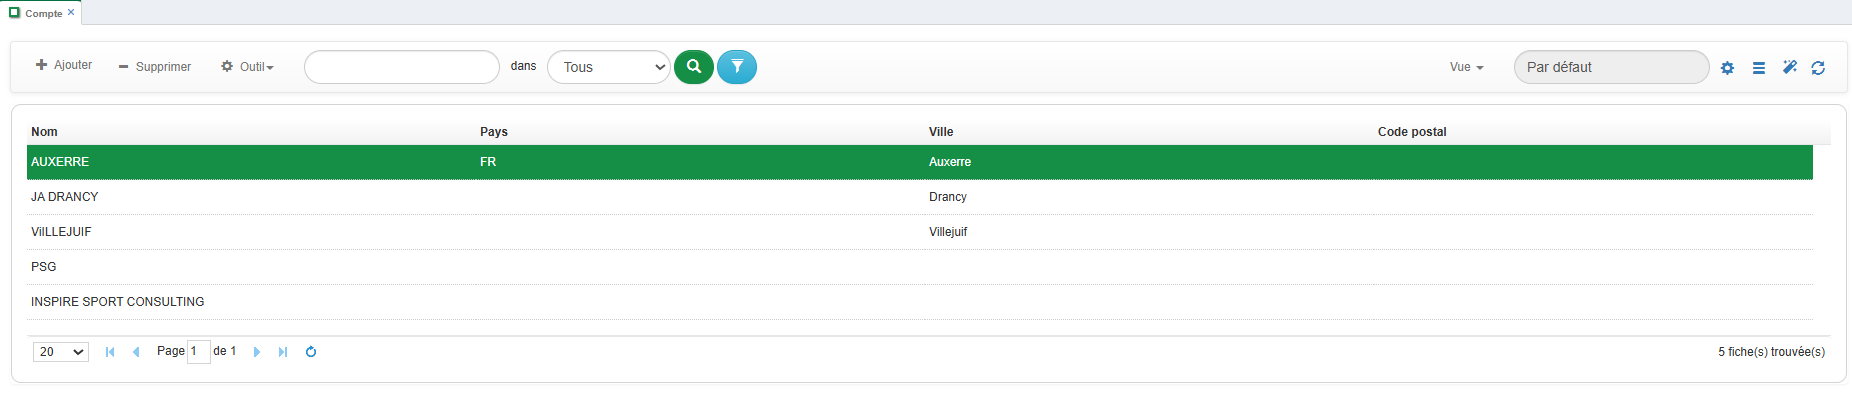 Compte
Ajouter Supprimer Outil dans Tous Vue Par défaut
Nom Pays Ville Code postal
AUXERRE FR Auxerre
JA DRANCY Drancy
VilLLEJUIF Villejuif
PSG
INSPIRE SPORT CONSULTING
20 Page 1 de 1 5 fiche(s) trouvée(s)